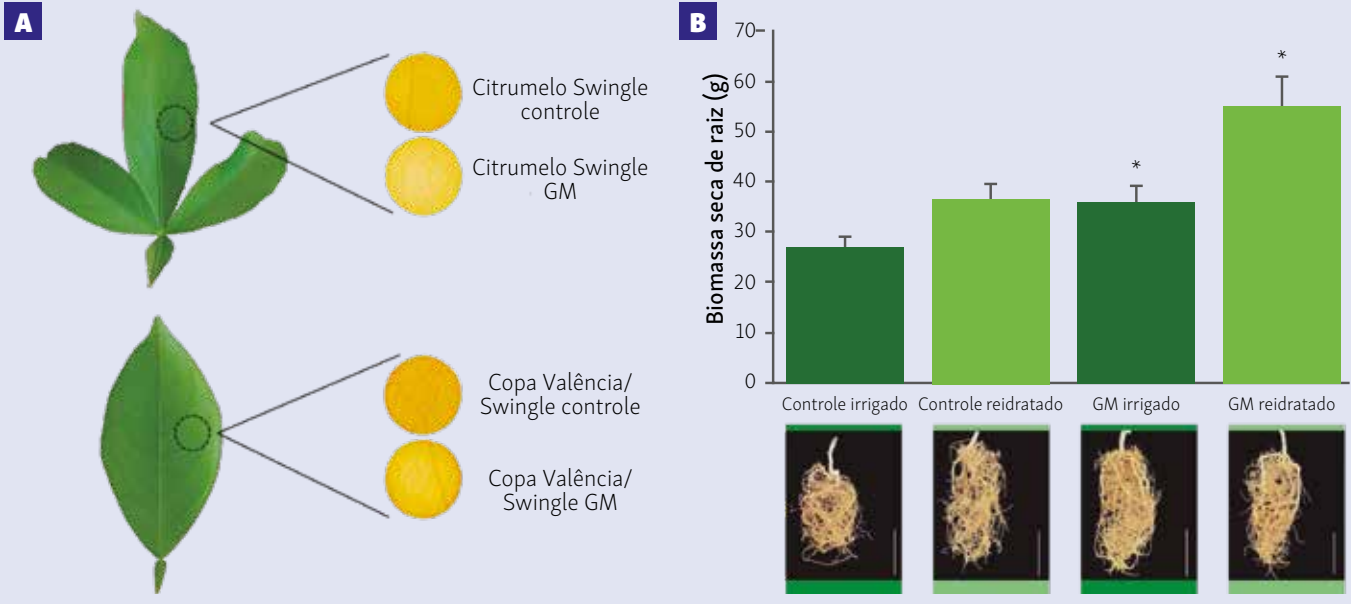 A
Citrumelo Swingle
controle
Citrumelo Swingle
GM
Copa Valência/
Swingle controle
Copa Valência/
Swingle GM
B
Biomassa seca de raiz (g)
70
60
50
40
30
20
10
0
*
*
Controle irrigado
Controle reidratado
GM irrigado
GM reidratado